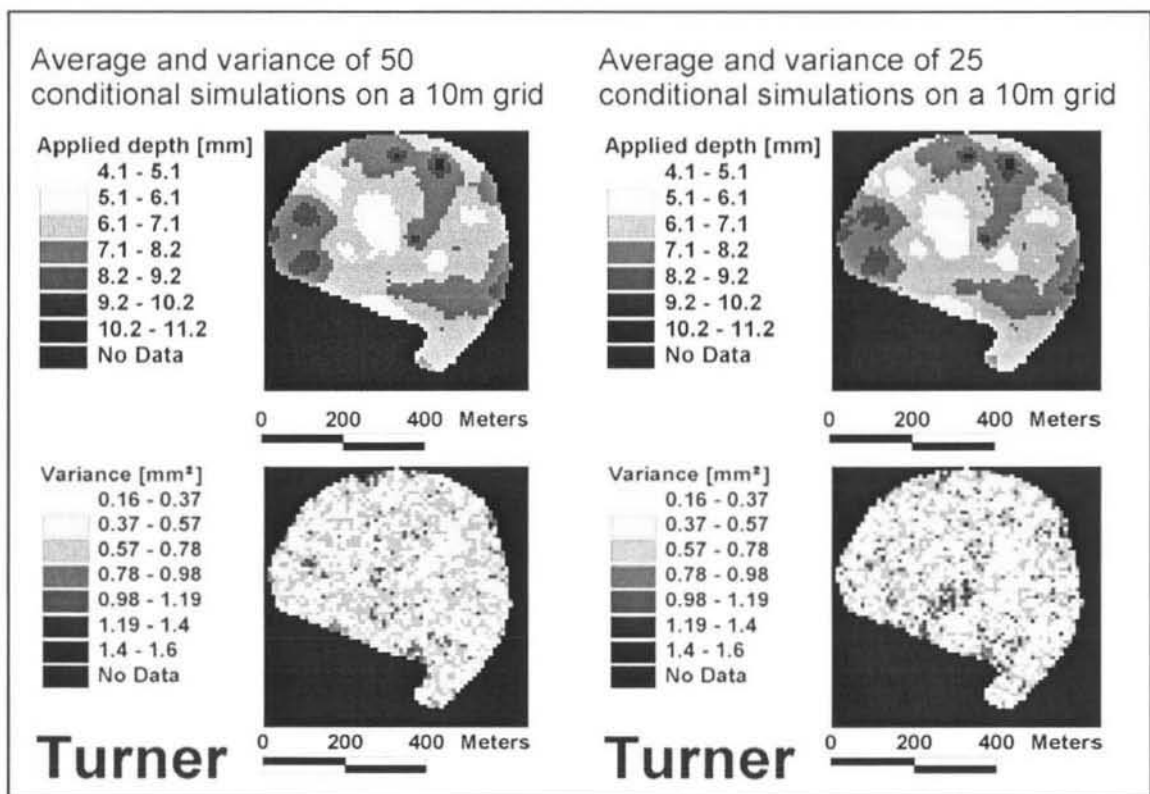 Average and variance of 50
conditional simulations on a 10m grid
Applied depth [mm]
4.1 - 5.1
5.1 - 6.1
6.1 - 7.1
7.1 - 8.2
8.2 - 9.2
9.2 - 10.2
10.2 - 11.2
No Data
0 200 400 Meters
Variance [mm²]
0.16 - 0.37
0.37 - 0.57
0.57 - 0.78
0.78 - 0.98
0.98 - 1.19
1.19 - 1.4
1.4 - 1.6
No Data
0 200 400 Meters
Turner
Average and variance of 25
conditional simulations on a 10m grid
Applied depth [mm]
4.1 - 5.1
5.1 - 6.1
6.1 - 7.1
7.1 - 8.2
8.2 - 9.2
9.2 - 10.2
10.2 - 11.2
No Data
0 200 400 Meters
Variance [mm²]
0.16 - 0.37
0.37 - 0.57
0.57 - 0.78
0.78 - 0.98
0.98 - 1.19
1.19 - 1.4
1.4 - 1.6
No Data
0 200 400 Meters
Turner